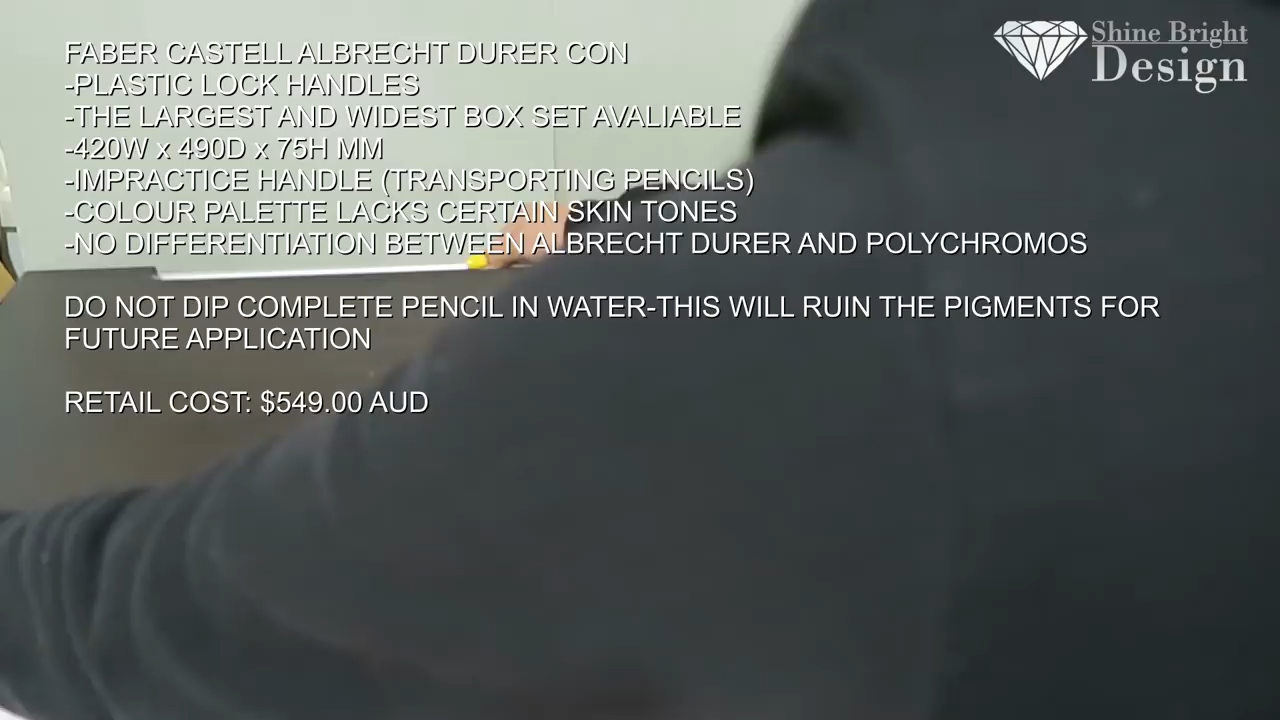 FABER CASTELL ALBRECHT DURER CON
-PLASTIC LOCK HANDLES
-THE LARGEST AND WIDEST BOX SET AVALIABLE
-420W x 490D x 75H MM
-IMPRACTICE HANDLE (TRANSPORTING PENCILS)
-COLOUR PALETTE LACKS CERTAIN SKIN TONES
-NO DIFFERENTIATION BETWEEN ALBRECHT DURER AND POLYCHROMOS
DO NOT DIP COMPLETE PENCIL IN WATER-THIS WILL RUIN THE PIGMENTS FOR
FUTURE APPLICATION
RETAIL COST: $549.00 AUD
Shine Bright
Design